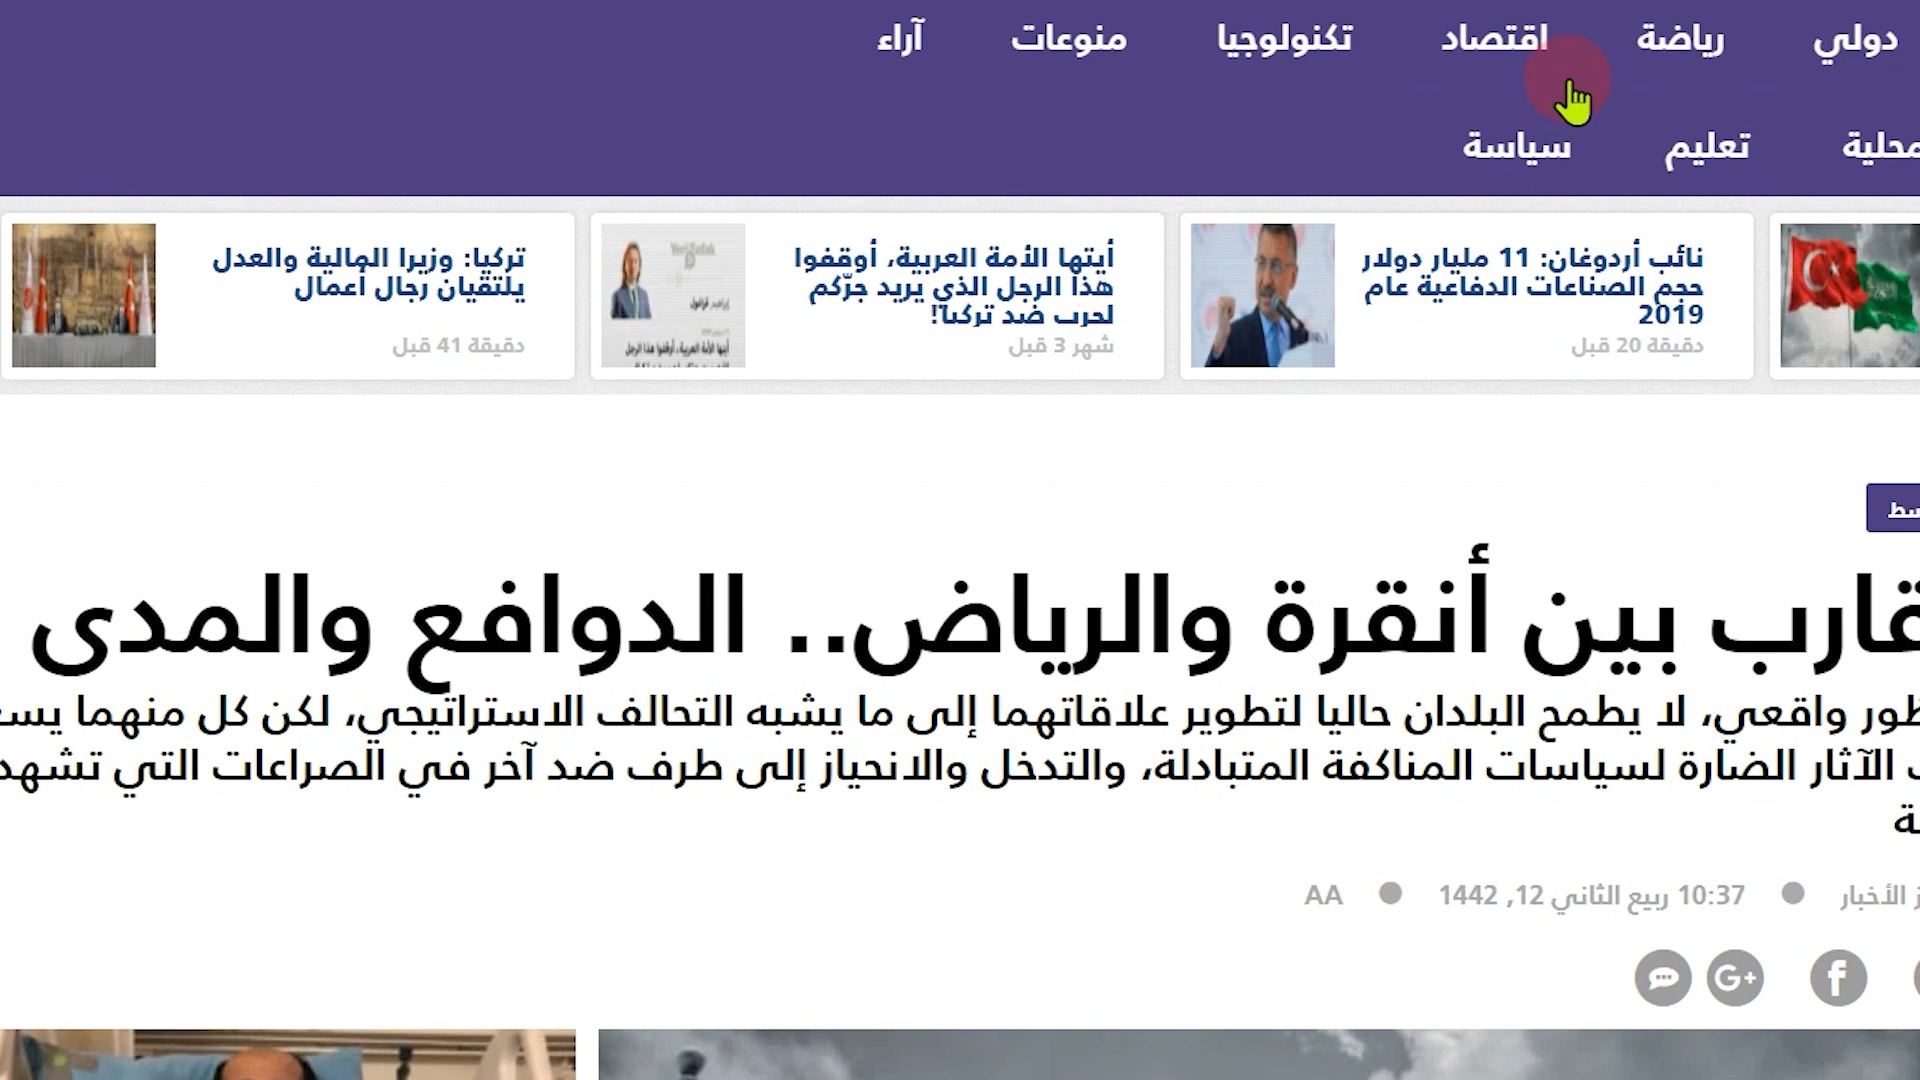 دولي رياضة اقتصاد تكنولوجيا منوعات آراء
محلية تعليم سياسة
نائب أردوغان: 11 مليار دولار
حجم الصناعات الدفاعية عام
2019
دقيقة 20 قبل
أيتها الأمة العربية، أوقفوا
هذا الرجل الذي يريد جرّكم
لحرب ضد تركيا!
شهر 3 قبل
تركيا: وزيرا المالية والعدل
يلتقيان رجال أعمال
دقيقة 41 قبل
قارب بين أنقرة والرياض.. الدوافع والمدى
واقعي، لا يطمح البلدان حاليا لتطوير علاقاتهما إلى ما يشبه التحالف الاستراتيجي، لكن كل منهما
الآثار الضارة لسياسات المناكفة المتبادلة، والتدخل والانحياز إلى طرف ضد آخر في الصراعات التي تشهد
الأخبار 10:37 ربيع الثاني 12, 1442 AA